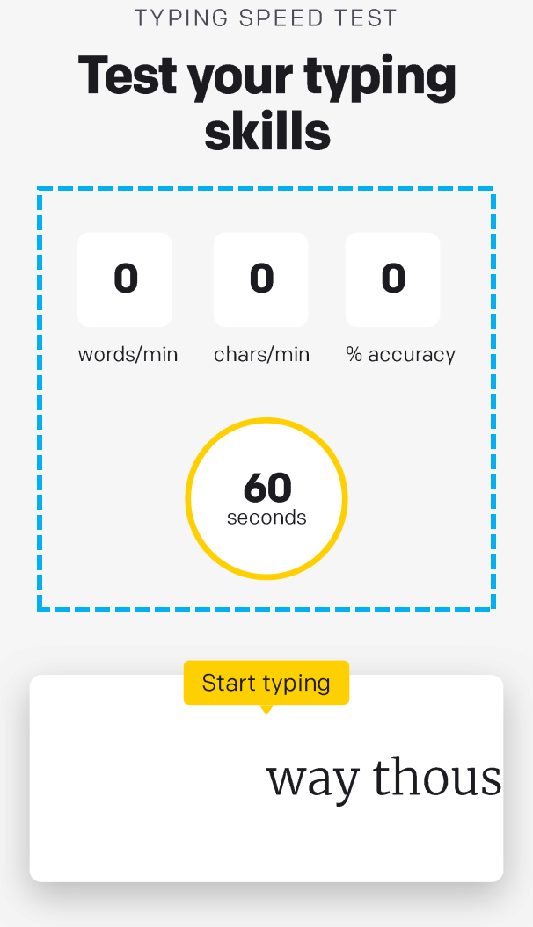 TYPING SPEED TEST
Test your typing
skills
0 0 0
words/min chars/min % accuracy
60
seconds
Start typing
way thous